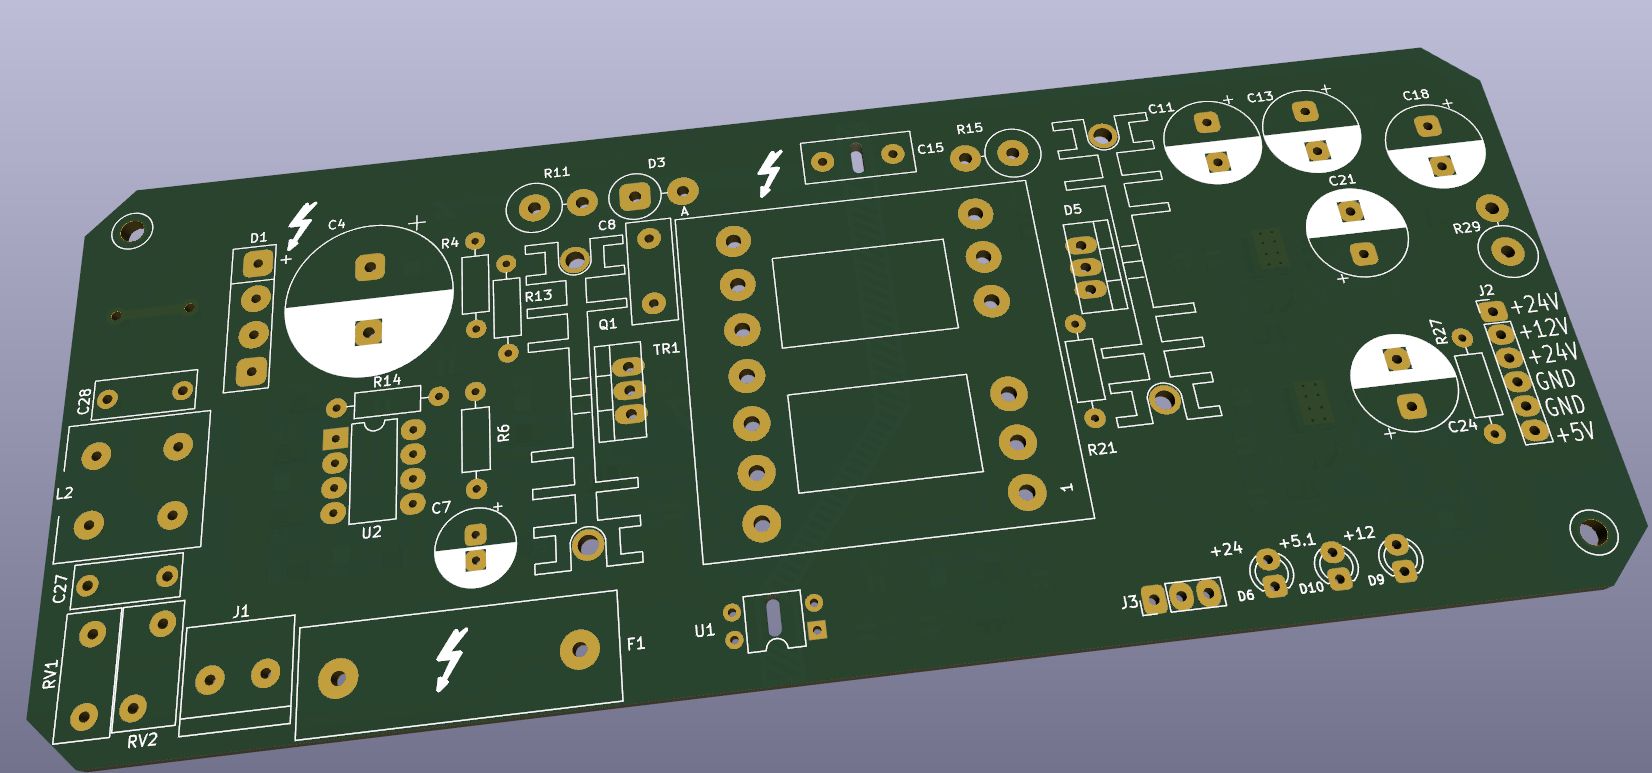 C18
C13
C11
R15
C15
D3
R11
A
C21
D5
C8
C4
+
+
+
+
R29
D1
+
R4
J2
+24V
R13
+12V
Q1
R27
+24V
TR1
GND
R14
GND
C28
R6
C24
+5V
+
+
R21
L2
1
C7
+
U2
+12
+5.1
+24
C27
D9
D10
D6
J3
J1
U1
F1
RV1
RV2